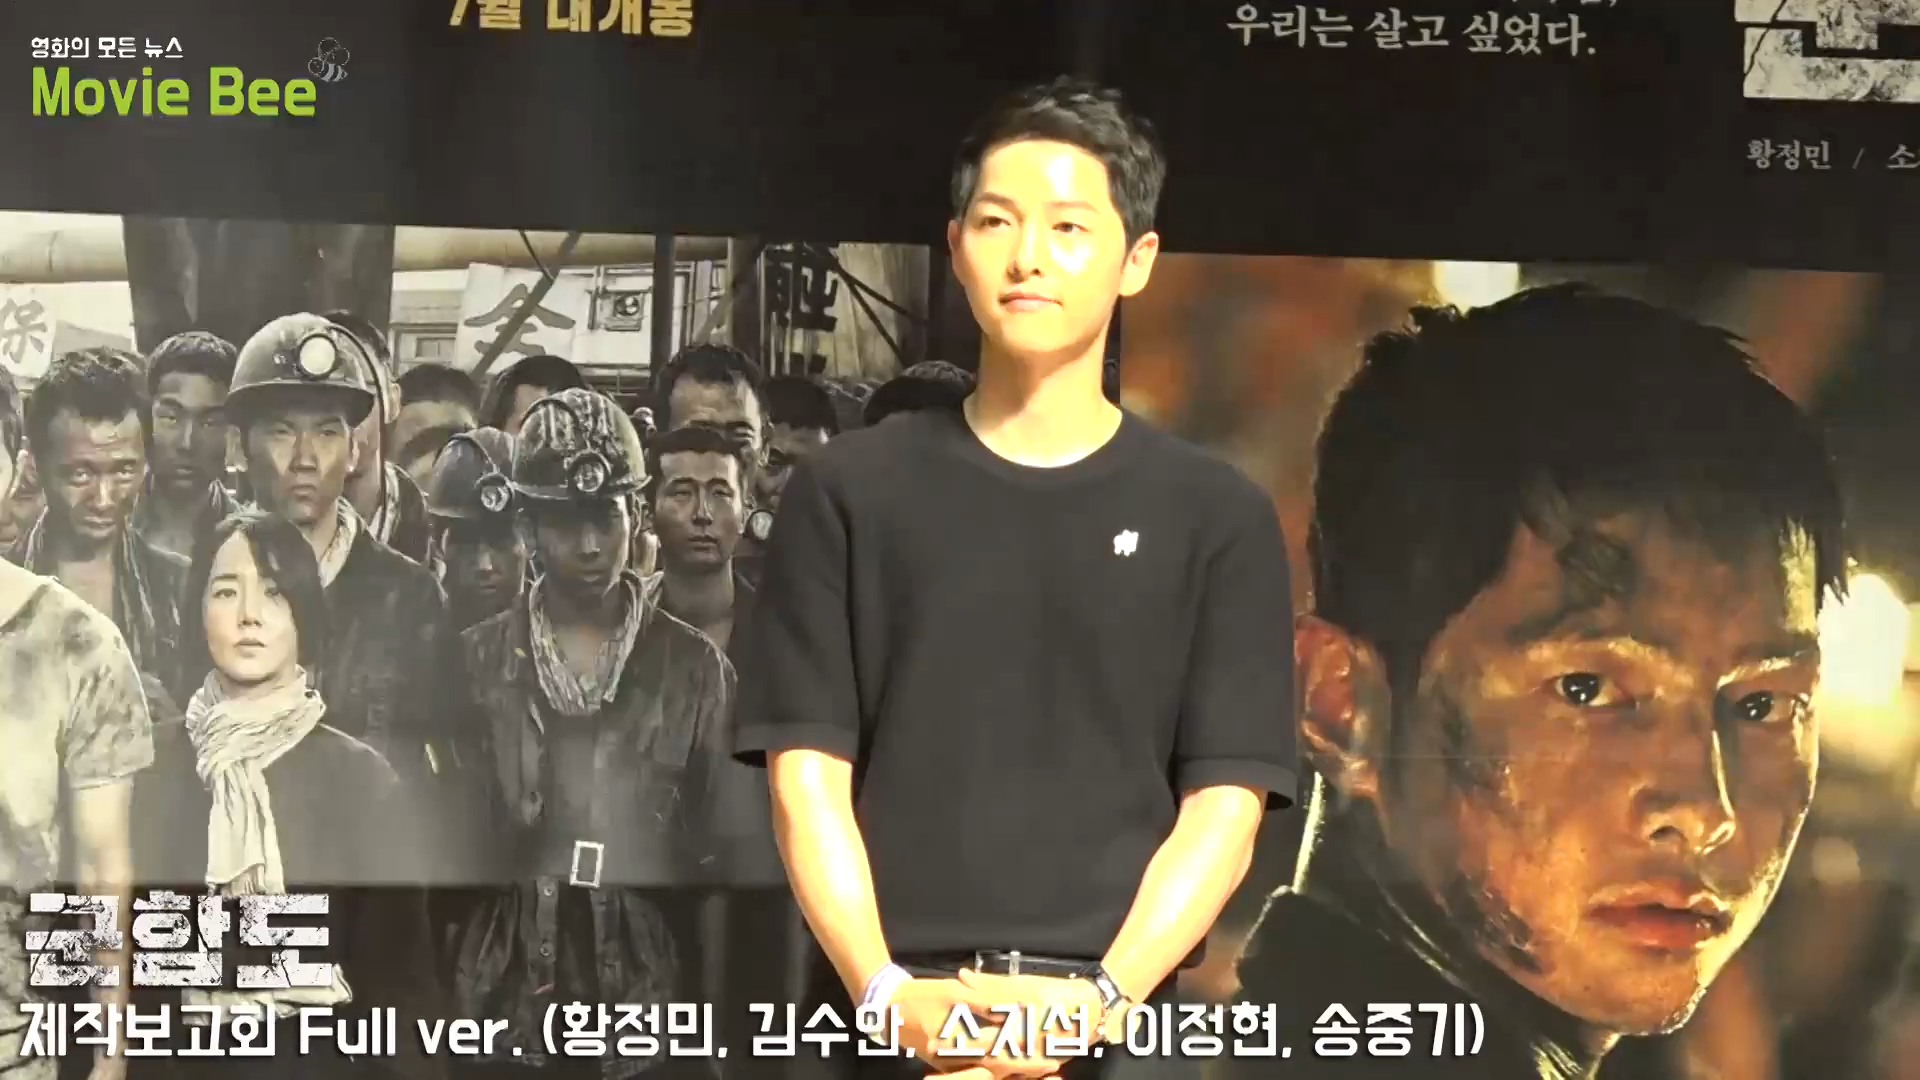 영화의 모든 뉴스
Movie Bee
7월 대개봉
우리는 살고 싶었다.
황정민 /
保
全
군함도
제작보고회 Full ver. (황정민, 김수안, 소지섭, 이정현, 송중기)